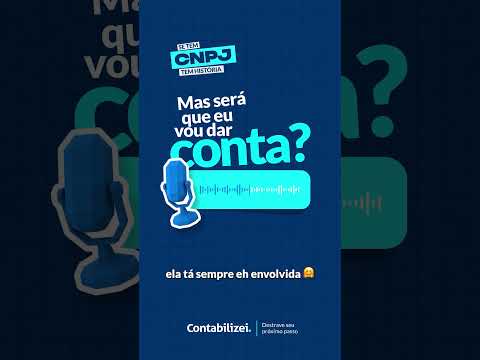 SE TEM
CNPJ
TEM HISTÓRIA
Mas será
que eu
vou dar
conta?
ela tá sempre eh envolvida 🤗
Contabilizei.
Destrave seu
próximo passo